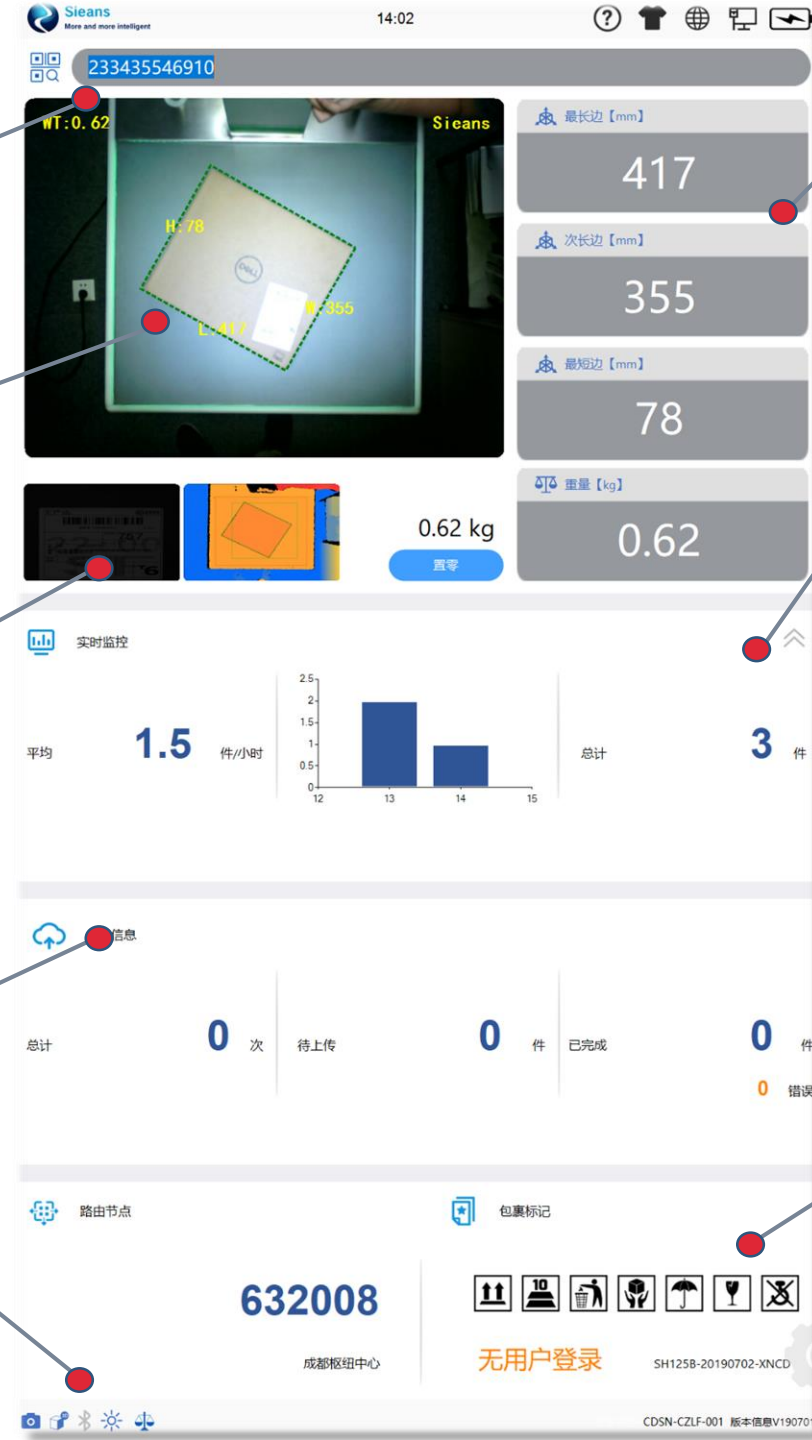 Sieans
More and more intelligent
14:02
233435546910
WT:0.62
Sieans
H:78
W:355
L:417
DELL
最长边【mm】
417
次长边【mm】
355
最短边【mm】
78
重量【kg】
0.62
0.62 kg
置零
实时监控
平均
1.5
件/小时
2.5
2
1.5
1
0.5
0
12
13
14
15
总计
3
件
信息
总计
0
次
待上传
0
件
已完成
0
件
0
错误
路由节点
包裹标记
632008
成都枢纽中心
10
无用户登录
SH125B-20190702-XNCD
CDSN-CZLF-001 版本信息V190701